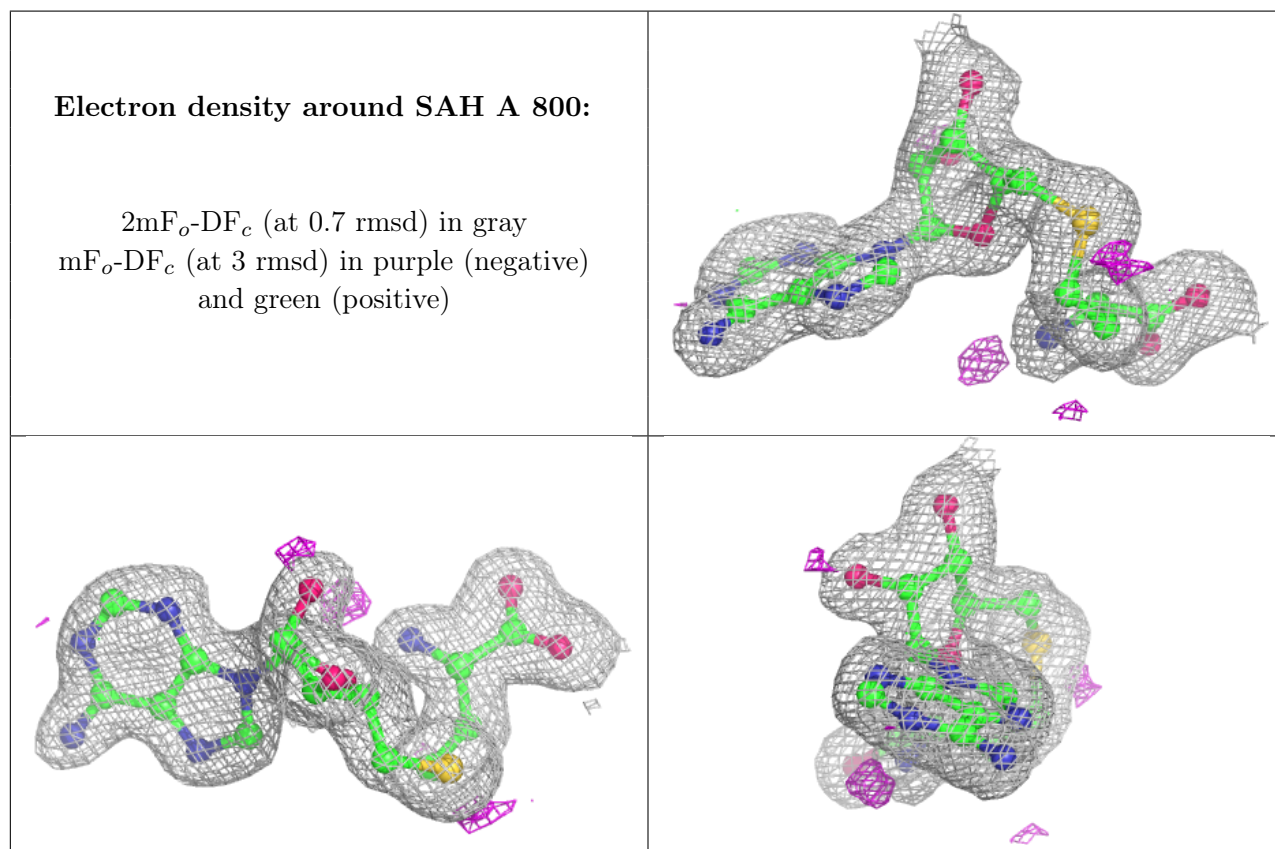 Electron density around SAH A 800:
2mFₒ-DF𝒸 (at 0.7 rmsd) in gray
mFₒ-DF𝒸 (at 3 rmsd) in purple (negative)
and green (positive)